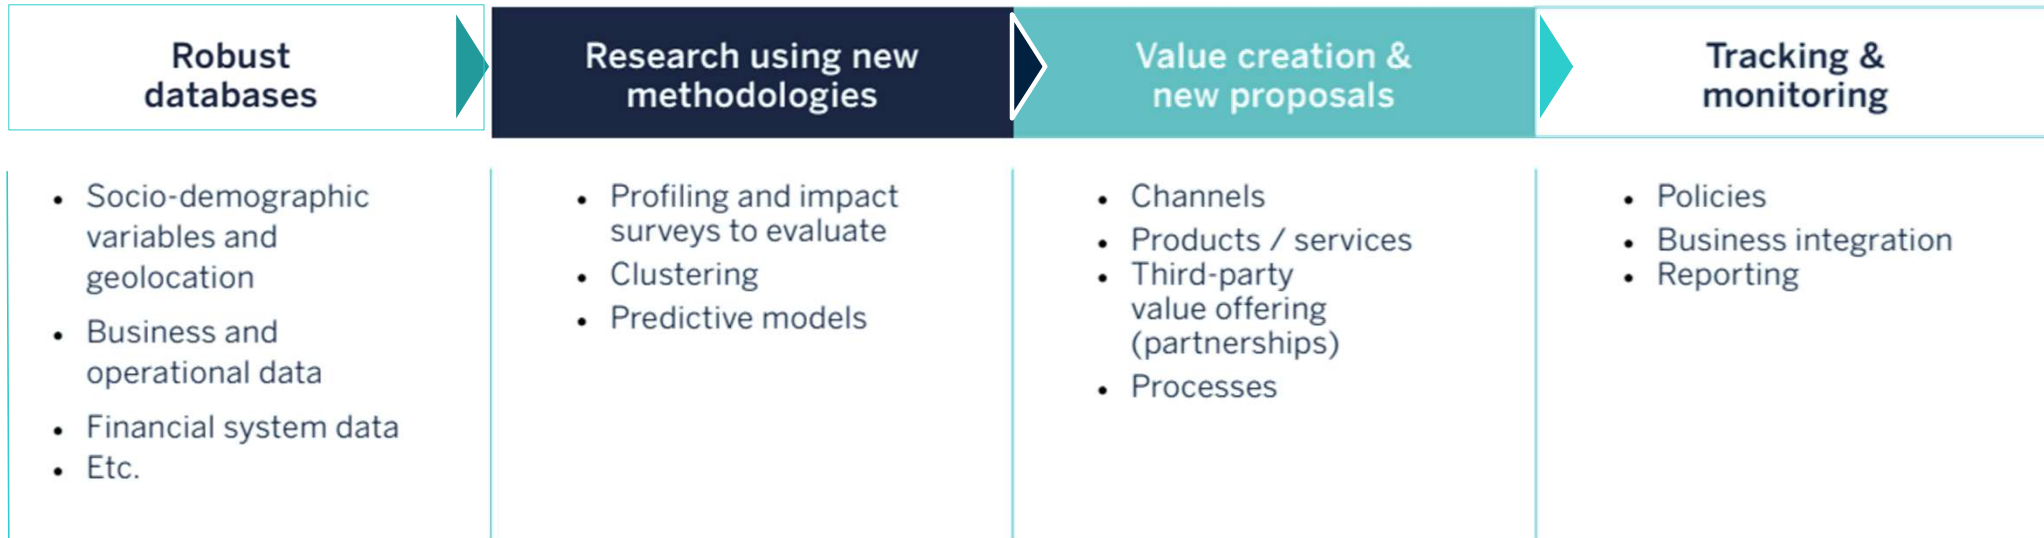 Robust
databases
Research using new
methodologies
Value creation &
new proposals
Tracking &
monitoring
• Socio-demographic
variables and
geolocation
• Business and
operational data
• Financial system data
• Etc.
• Profiling and impact
surveys to evaluate
• Clustering
• Predictive models
• Channels
• Products / services
• Third-party
value offering
(partnerships)
• Processes
• Policies
• Business integration
• Reporting